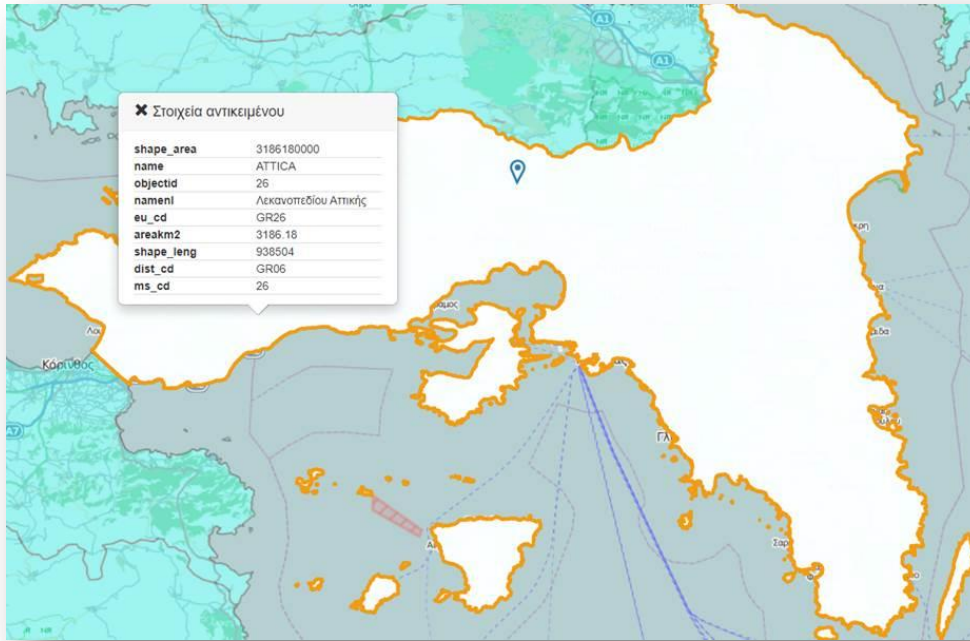 A1
A1
✖ Στοιχεία αντικειμένου
shape_area 3186180000
name ATTICA
objectid 26
namenl Λεκανοπεδίου Αττικής
eu_cd GR26
areakm2 3186.18
shape_leng 938504
dist_cd GR06
ms_cd 26
Κόρινθος
A7